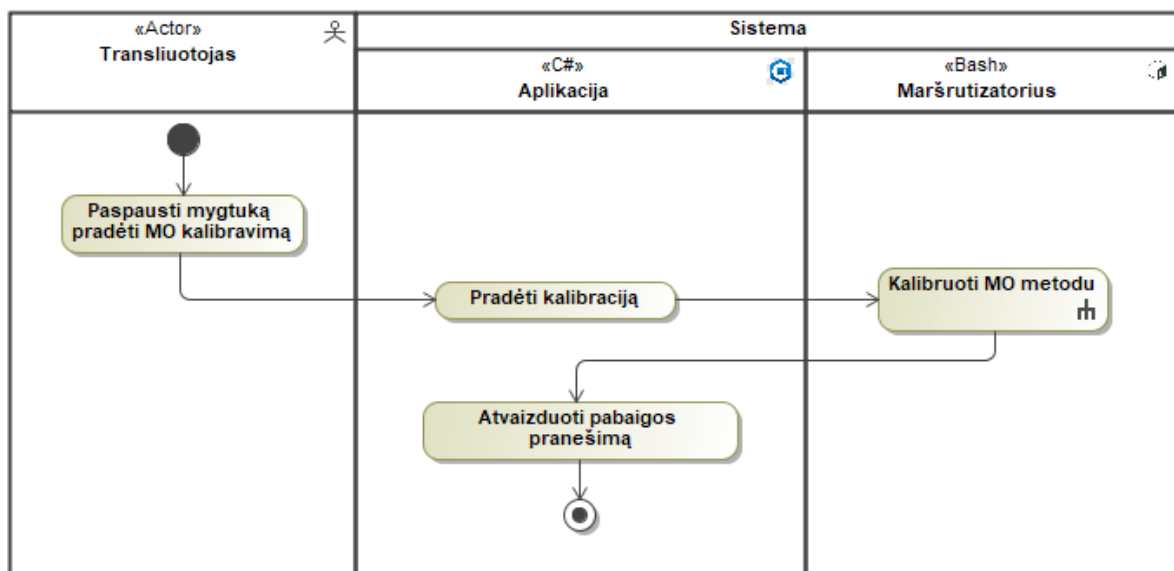 «Actor»
Transliuotojas
Sistema
«C#»
Aplikacija
«Bash»
Maršrutizatorius
Paspausti mygtuką
pradėti MO kalibravimą
Pradėti kalibraciją
Kalibruoti MO metodu
Atvaizduoti pabaigos
pranešimą